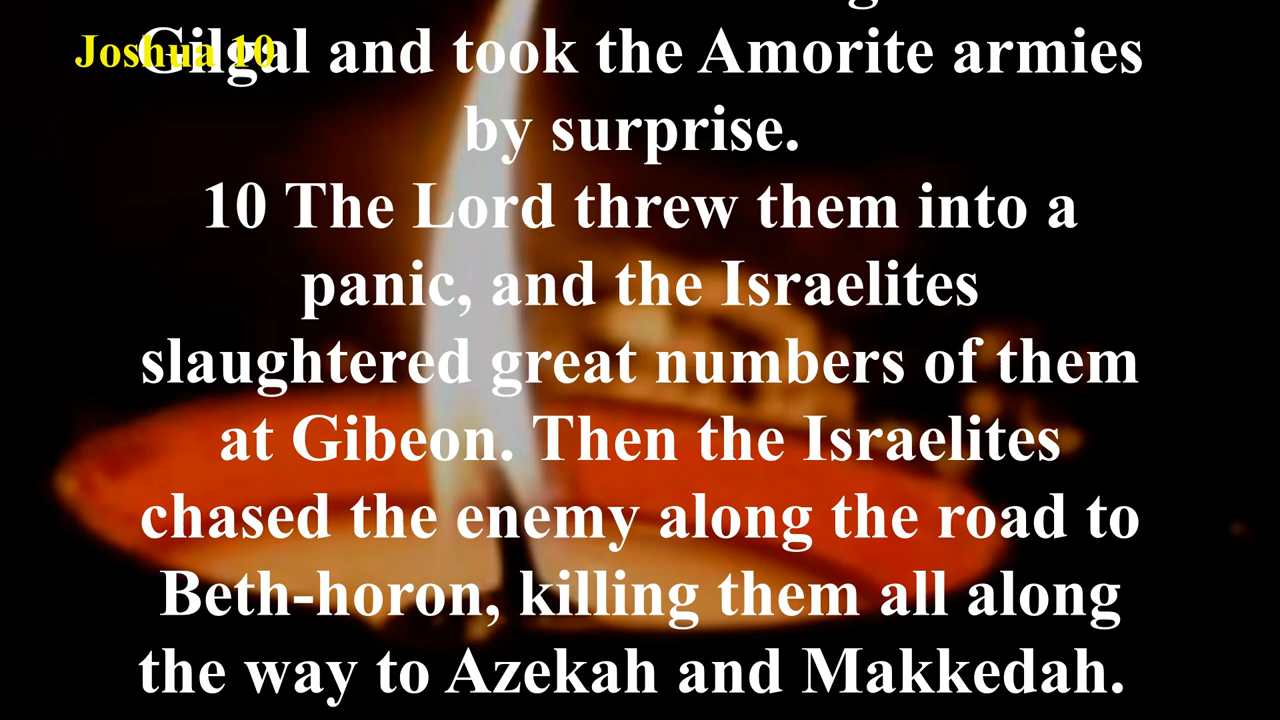 Joshua 10
Gilgal and took the Amorite armies
by surprise.
10 The Lord threw them into a
panic, and the Israelites
slaughtered great numbers of them
at Gibeon. Then the Israelites
chased the enemy along the road to
Beth-horon, killing them all along
the way to Azekah and Makkedah.